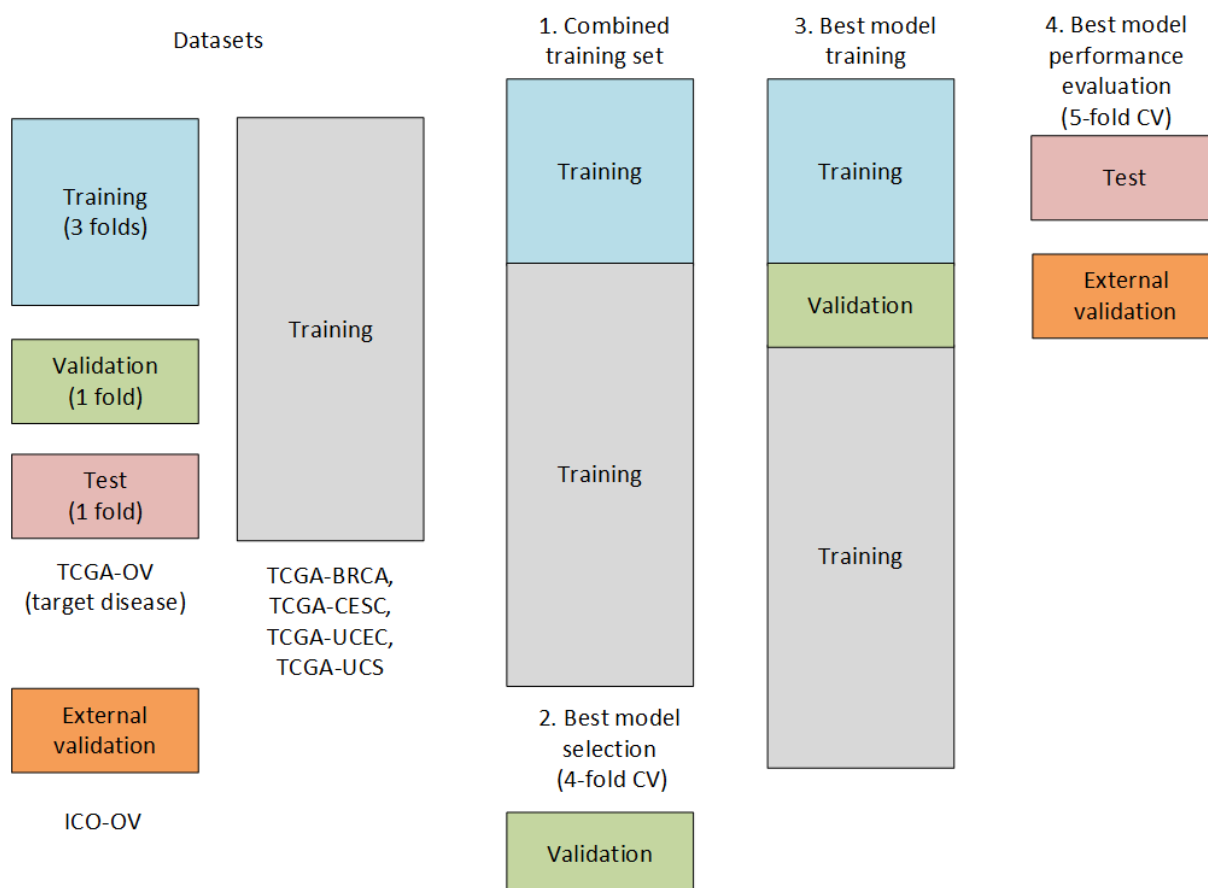 Datasets
Training
(3 folds)
Validation
(1 fold)
Test
(1 fold)
TCGA-OV
(target disease)
External
validation
ICO-OV
Training
TCGA-BRCA,
TCGA-CESC,
TCGA-UCEC,
TCGA-UCS
1. Combined
training set
Training
Training
2. Best model
selection
(4-fold CV)
Validation
3. Best model
training
Training
Validation
Training
4. Best model
performance
evaluation
(5-fold CV)
Test
External
validation